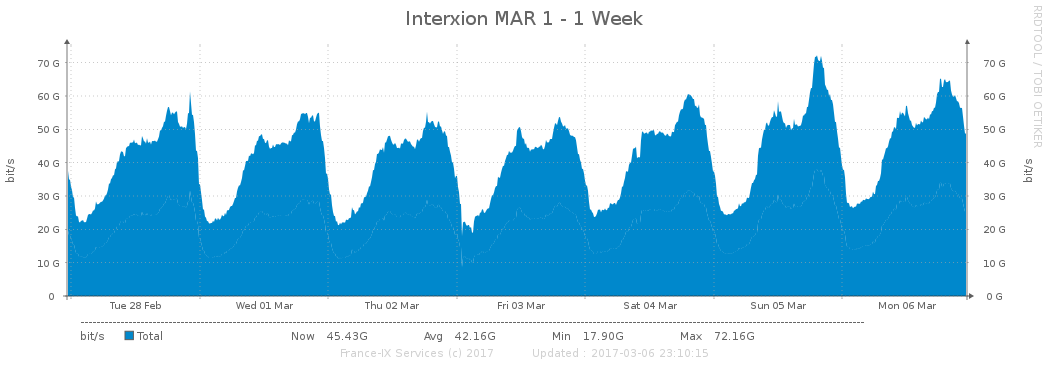 Interxion MAR 1 - 1 Week
RRDTOOL / TOBI OETIKER
bit/s
bit/s
70 G 70 G
60 G 60 G
50 G 50 G
40 G 40 G
30 G 30 G
20 G 20 G
10 G 10 G
0 0 G
Tue 28 Feb Wed 01 Mar Thu 02 Mar Fri 03 Mar Sat 04 Mar Sun 05 Mar Mon 06 Mar
bit/s Total Now 45.43G Avg 42.16G Min 17.90G Max 72.16G
France-IX Services (c) 2017 Updated : 2017-03-06 23:10:15